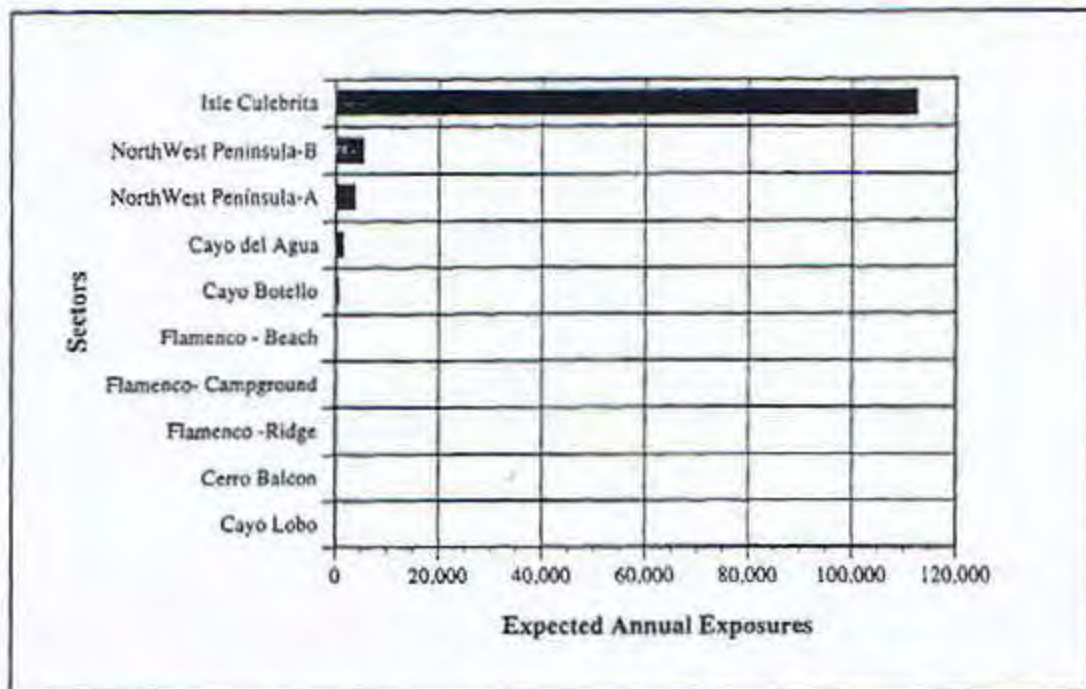 Isle Culebrita
NorthWest Peninsula-B
NorthWest Peninsula-A
Cayo del Agua
Cayo Botello
Flamenco - Beach
Flamenco- Campground
Flamenco -Ridge
Cerro Balcon
Cayo Lobo
Sectors
0 20,000 40,000 60,000 80,000 100,000 120,000
Expected Annual Exposures